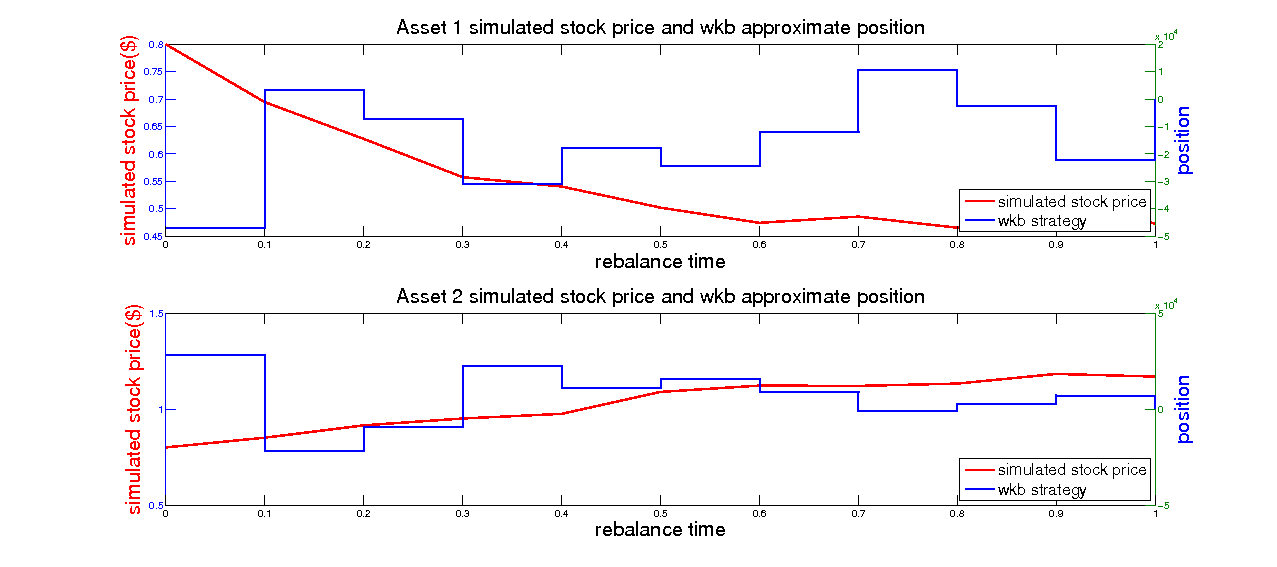 Asset 1 simulated stock price and wkb approximate position
x 10^4
simulated stock price($)
0.8
0.75
0.7
0.65
0.6
0.55
0.5
0.45
2
1
0
-1
-2
-3
-4
-5
position
simulated stock price
wkb strategy
0 0.1 0.2 0.3 0.4 0.5 0.6 0.7 0.8 0.9 1
rebalance time
Asset 2 simulated stock price and wkb approximate position
x 10^4
simulated stock price($)
1.5
1
0.5
5
0
-5
position
simulated stock price
wkb strategy
0 0.1 0.2 0.3 0.4 0.5 0.6 0.7 0.8 0.9 1
rebalance time